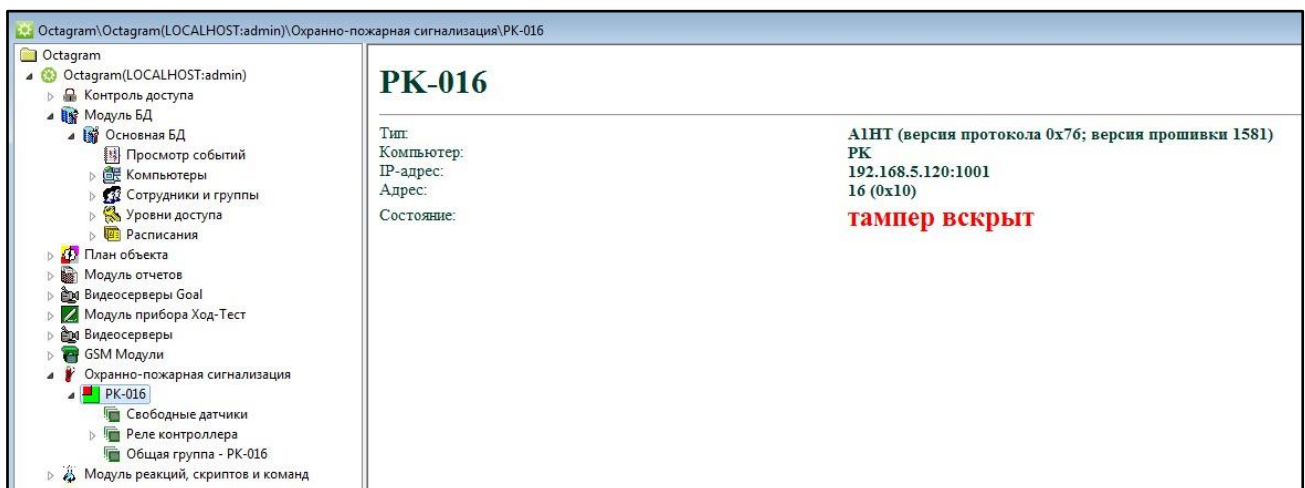 Octagram\Octagram(LOCALHOST:admin)\Охранно-пожарная сигнализация\PK-016
Octagram
Octagram(LOCALHOST:admin)
Контроль доступа
Модуль БД
Основная БД
Просмотр событий
Компьютеры
Сотрудники и группы
Уровни доступа
Расписания
План объекта
Модуль отчетов
Видеосерверы Goal
Модуль прибора Ход-Тест
Видеосерверы
GSM Модули
Охранно-пожарная сигнализация
PK-016
Свободные датчики
Реле контроллера
Общая группа - PK-016
Модуль реакций, скриптов и команд
PK-016
Тип: A1HT (версия протокола 0x76; версия прошивки 1581)
Компьютер: PK
IP-адрес: 192.168.5.120:1001
Адрес: 16 (0x10)
Состояние: тампер вскрыт